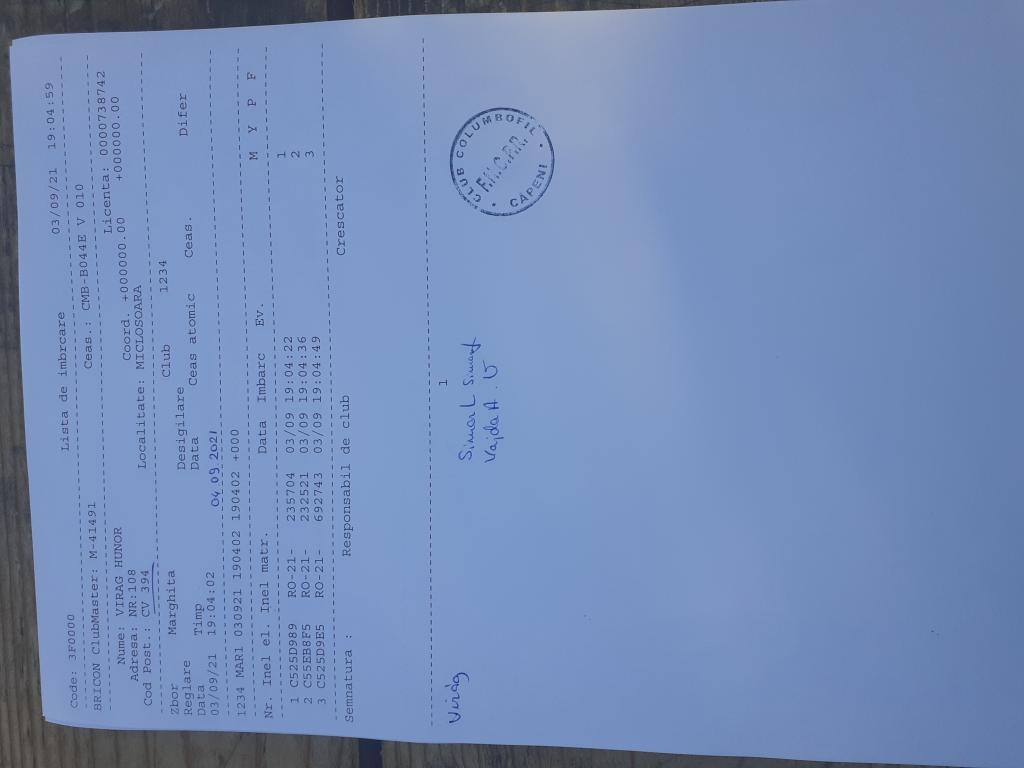 Code: 3F0000 Lista de imbrcare 03/09/21 19:04:59
BRICON ClubMaster: M-41491 Ceas.: CMB-B044E V 010
Nume: VIRAG HUNOR Licenta: 0000738742
Adresa: NR:108 Coord. +000000.00 +000000.00
Cod Post.: CV 394 Localitate: MICLOSOARA
Zbor Marghita Club 1234
Reglare Desigilare
Data Timp Data Ceas atomic Ceas. Difer
03/09/21 19:04:02 04 09 2021
1234 MAR1 030921 190402 190402 +000
Nr. Inel el. Inel matr. Data Imbarc Ev. M Y P F
1 C525D989 RO-21- 235704 03/09 19:04:22 1
2 C55EB8F5 RO-21- 232521 03/09 19:04:36 2
3 C525D9E5 RO-21- 692743 03/09 19:04:49 3
Semnatura : Responsabil de club Crescator
1
Virág Simar L
Vajda A.
CLUB COLUMBOFIL
CĂPENI